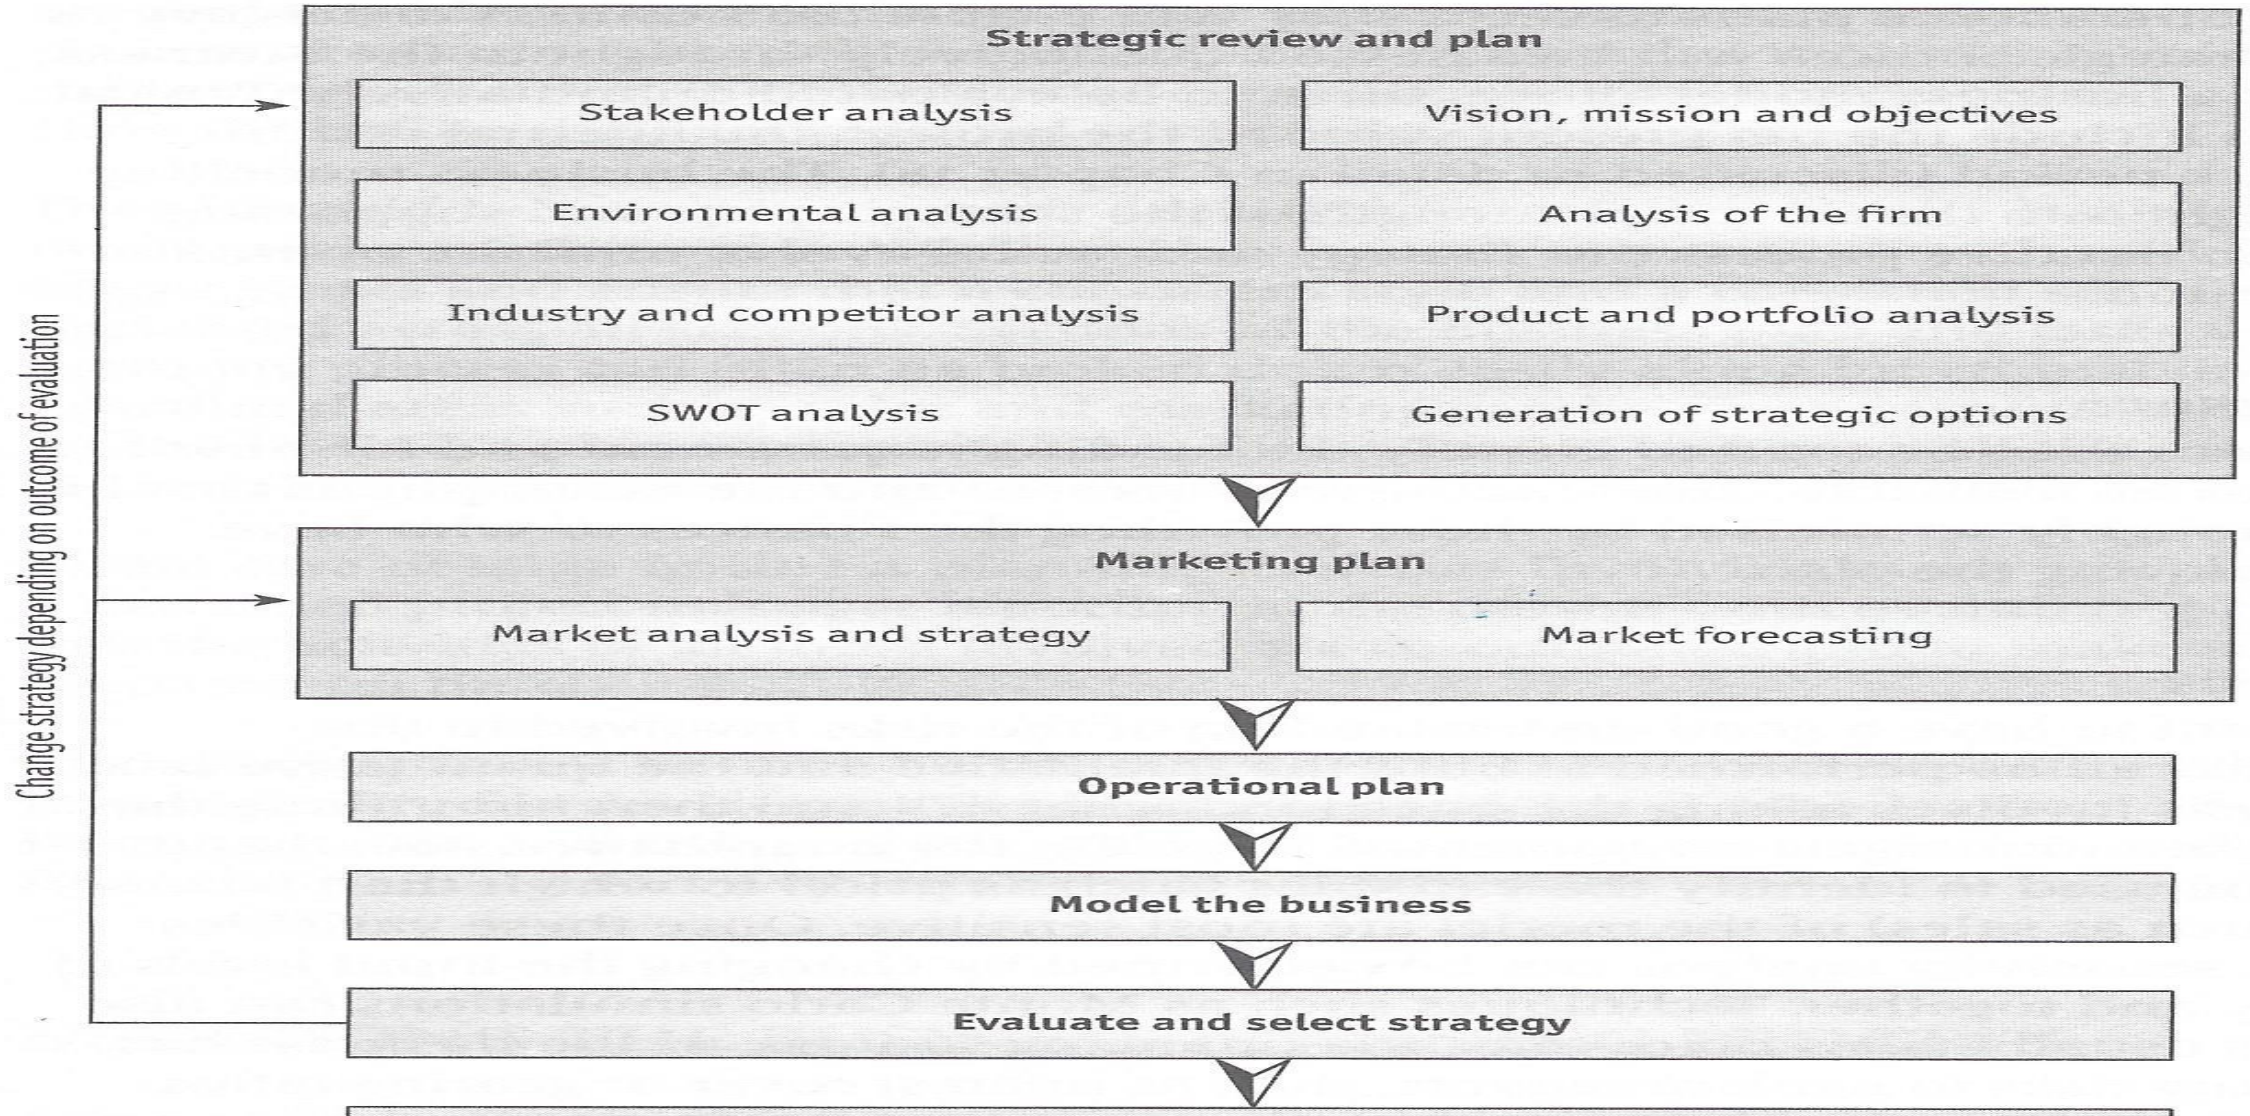 Strategic review and plan
Stakeholder analysis
Vision, mission and objectives
Environmental analysis
Analysis of the firm
Industry and competitor analysis
Product and portfolio analysis
SWOT analysis
Generation of strategic options
Change strategy depending on outcome of evaluation
Marketing plan
Market analysis and strategy
Market forecasting
Operational plan
Model the business
Evaluate and select strategy